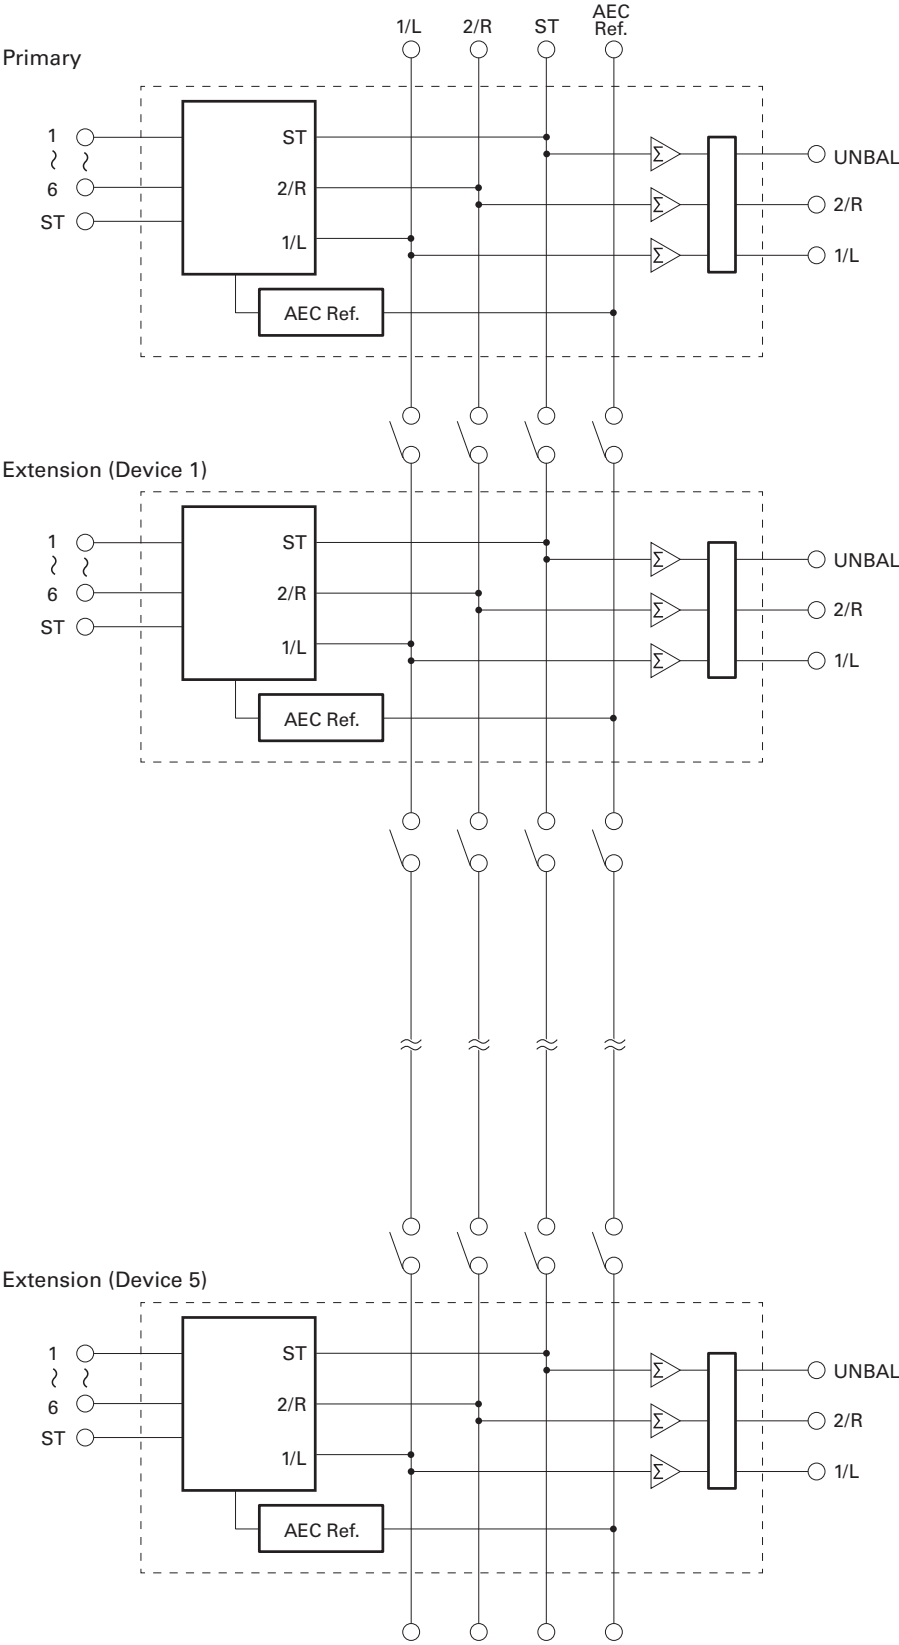 1/L 2/R ST AEC Ref.
Primary
1 ST UNBAL
~ ~
6 2/R 2/R
ST 1/L 1/L
AEC Ref.
Σ
Σ
Σ
Extension (Device 1)
1 ST UNBAL
~ ~
6 2/R 2/R
ST 1/L 1/L
AEC Ref.
Σ
Σ
Σ
Extension (Device 5)
1 ST UNBAL
~ ~
6 2/R 2/R
ST 1/L 1/L
AEC Ref.
Σ
Σ
Σ